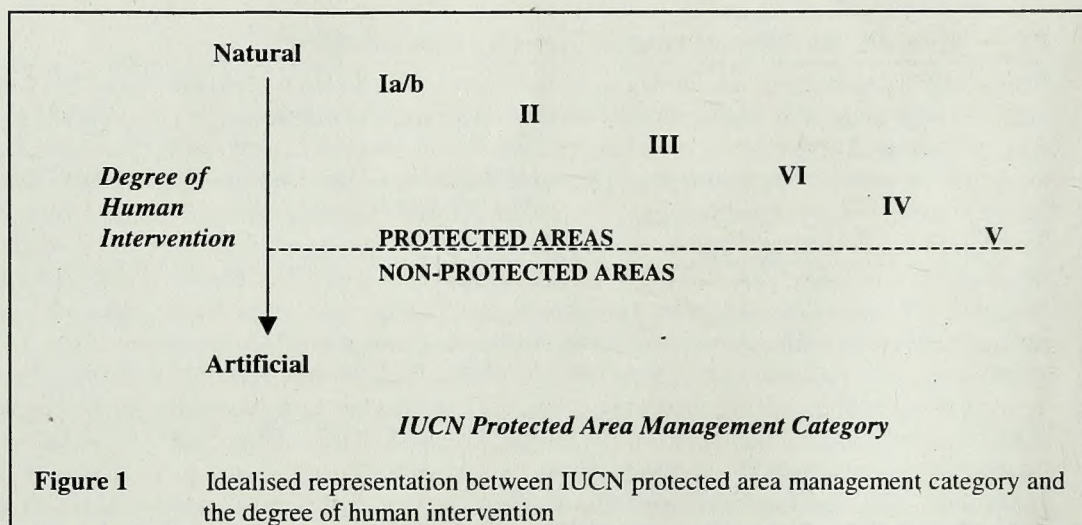 Natural
Ia/b
II
III
Degree of
VI
Human
IV
Intervention
PROTECTED AREAS
V
NON-PROTECTED AREAS
Artificial
IUCN Protected Area Management Category
Figure 1 Idealised representation between IUCN protected area management category and
the degree of human intervention